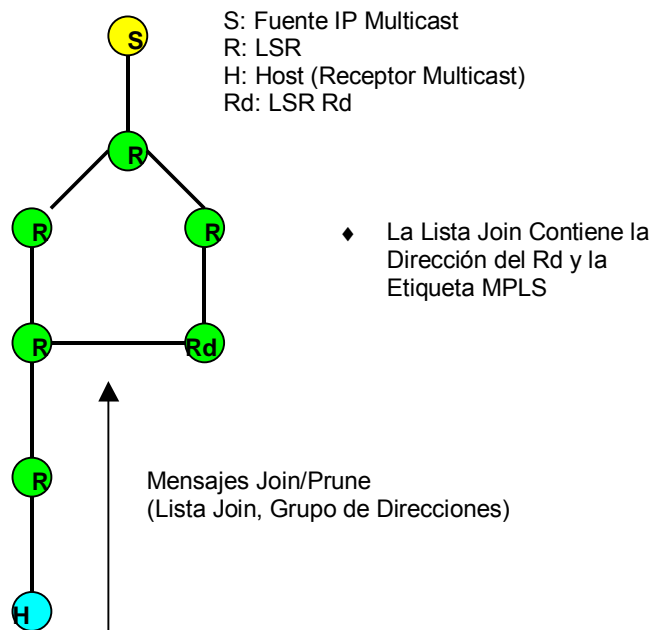 S
S: Fuente IP Multicast
R: LSR
H: Host (Receptor Multicast)
Rd: LSR Rd
R
R
R
♦ La Lista Join Contiene la
Dirección del Rd y la
Etiqueta MPLS
R
Rd
Mensajes Join/Prune
(Lista Join, Grupo de Direcciones)
R
H